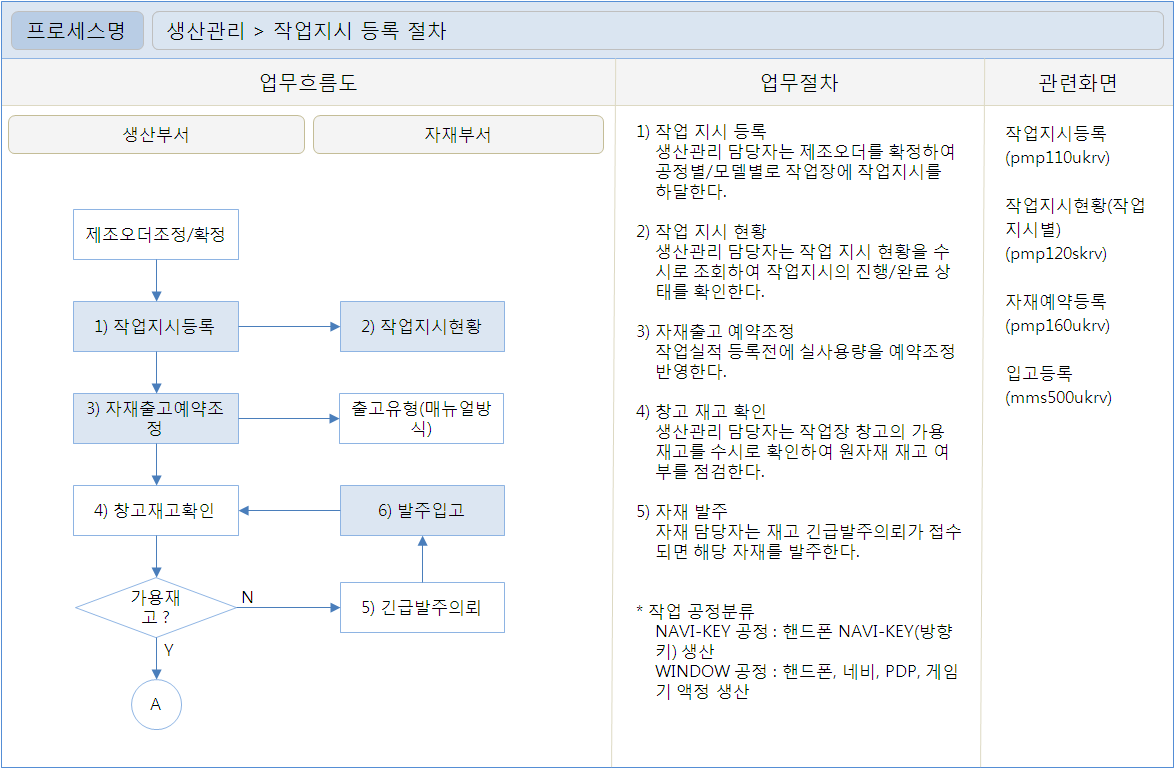 프로세스명
생산관리 > 작업지시 등록 절차
업무흐름도
업무절차
관련화면
생산부서
자재부서
제조오더조정/확정
1) 작업지시등록
2) 작업지시현황
3) 자재출고예약조
정
출고유형(매뉴얼방
식)
4) 창고재고확인
6) 발주입고
가용재
고 ?
N
5) 긴급발주의뢰
Y
A
1) 작업 지시 등록
생산관리 담당자는 제조오더를 확정하여
공정별/모델별로 작업장에 작업지시를
하달한다.
2) 작업 지시 현황
생산관리 담당자는 작업 지시 현황을 수
시로 조회하여 작업지시의 진행/완료 상
태를 확인한다.
3) 자재출고 예약조정
작업실적 등록전에 실사용량을 예약조정
반영한다.
4) 창고 재고 확인
생산관리 담당자는 작업장 창고의 가용
재고를 수시로 확인하여 원자재 재고 여
부를 점검한다.
5) 자재 발주
자재 담당자는 재고 긴급발주의뢰가 접수
되면 해당 자재를 발주한다.
* 작업 공정분류
NAVI-KEY 공정 : 핸드폰 NAVI-KEY(방향
키) 생산
WINDOW 공정 : 핸드폰, 네비, PDP, 게임
기 액정 생산
작업지시등록
(pmp110ukrv)
작업지시현황(작업
지시별)
(pmp120skrv)
자재예약등록
(pmp160ukrv)
입고등록
(mms500ukrv)